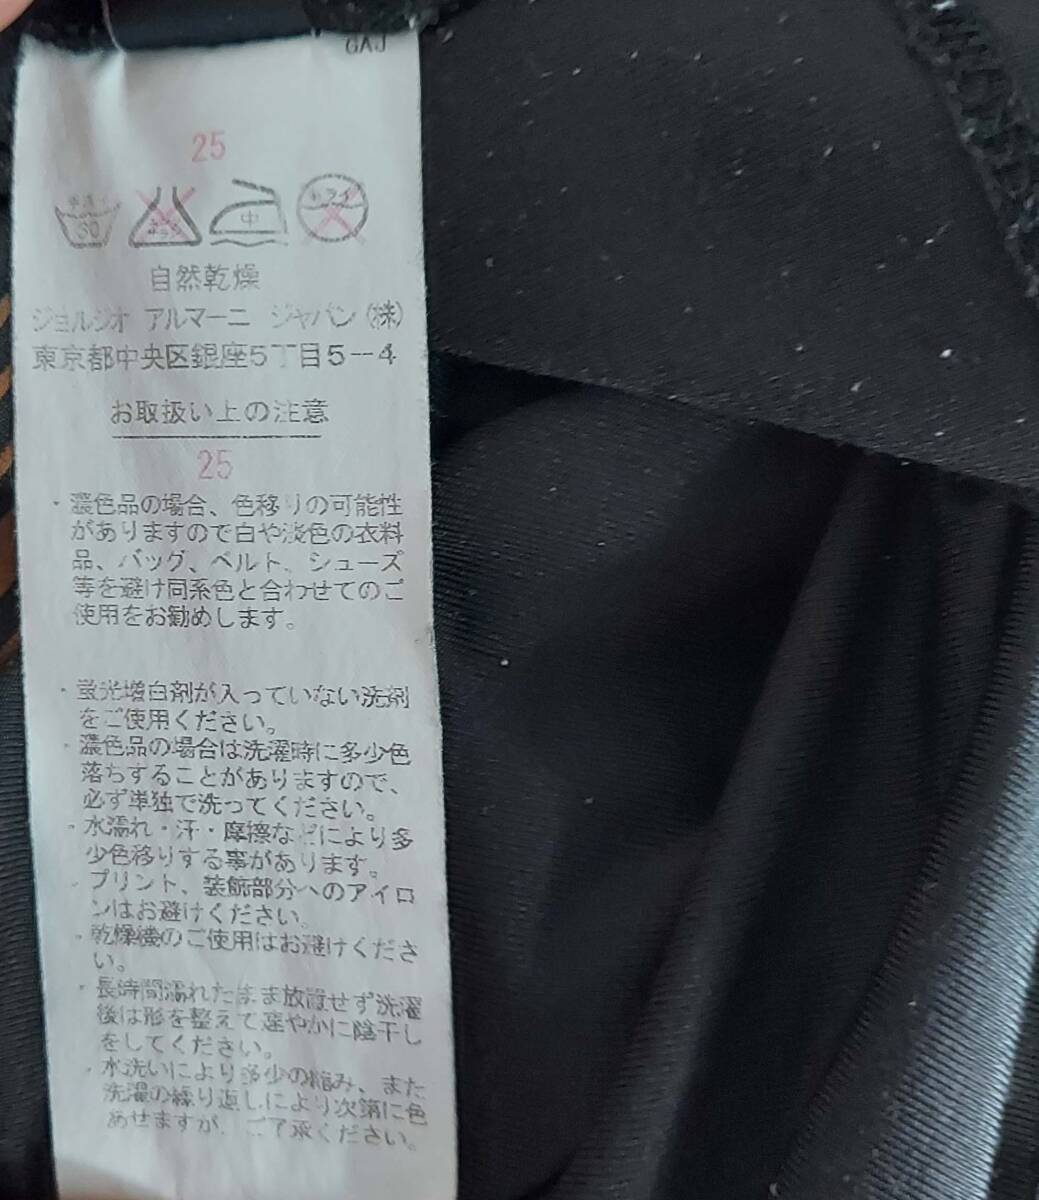 GAJ
25
手洗イ 30 中 ドライ
自然乾燥
ジョルジオ アルマーニ ジャパン(株)
東京都中央区銀座5丁目5-4
お取扱い上の注意
25
・濃色品の場合、色移りの可能性
がありますので白や淡色の衣料
品、バッグ、ベルト、シューズ
等を避け同系色と合わせてのご
使用をお勧めします。
・蛍光増白剤が入っていない洗剤
をご使用ください。
・濃色品の場合は洗濯時に多少色
落ちすることがありますので、
必ず単独で洗ってください。
・水濡れ・汗・摩擦などにより多
少色移りする事があります。
・プリント、装飾部分へのアイロ
ンはお避けください。
・乾燥機のご使用はお避けくださ
い。
・長時間濡れたまま放置せず洗濯
後は形を整えて速やかに陰干し
をしてください。
・水洗いにより多少の縮み、また
洗濯の繰り返しにより次第に色
あせますが、ご了承ください。